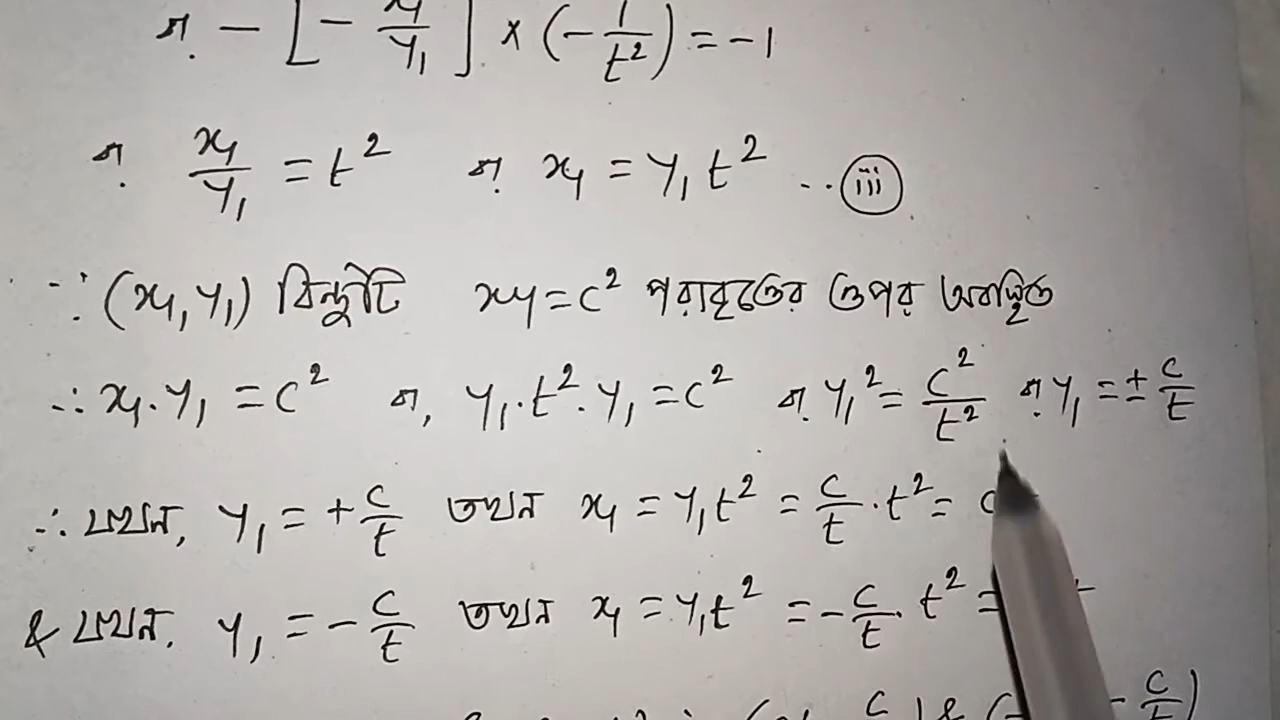 বা, − [− x₁/y₁] × (− 1/t²) = −1
বা, x₁/y₁ = t² বা, x₁ = y₁t² ... (iii)
∵ (x₁, y₁) বিন্দুটি xy = c² পরাবৃত্তের ওপর অবস্থিত
∴ x₁·y₁ = c² বা, y₁·t²·y₁ = c² বা, y₁² = c²/t² বা, y₁ = ± c/t
∴ যখন, y₁ = + c/t তখন x₁ = y₁t² = c/t · t² = c
& যখন, y₁ = − c/t তখন x₁ = y₁t² = − c/t · t² =
c/t) & ( − c/t)